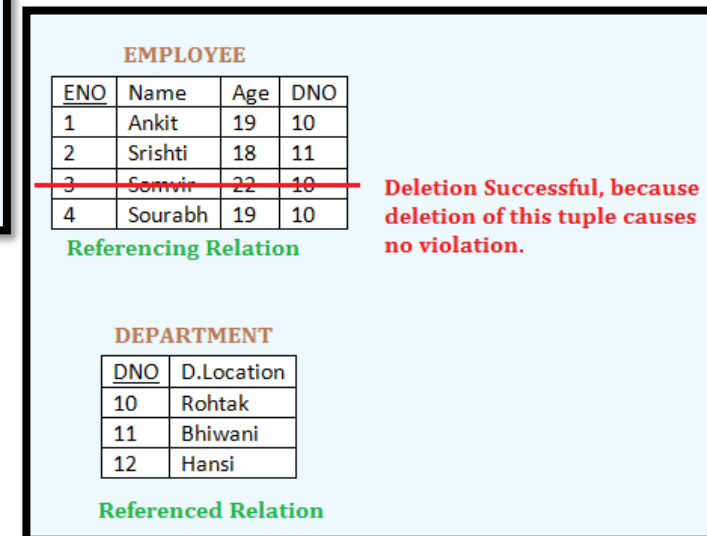 EMPLOYEE
ENO Name Age DNO
1 Ankit 19 10
2 Srishti 18 11
3 Somvir 22 10
4 Sourabh 19 10
Deletion Successful, because
deletion of this tuple causes
no violation.
Referencing Relation
DEPARTMENT
DNO D.Location
10 Rohtak
11 Bhiwani
12 Hansi
Referenced Relation